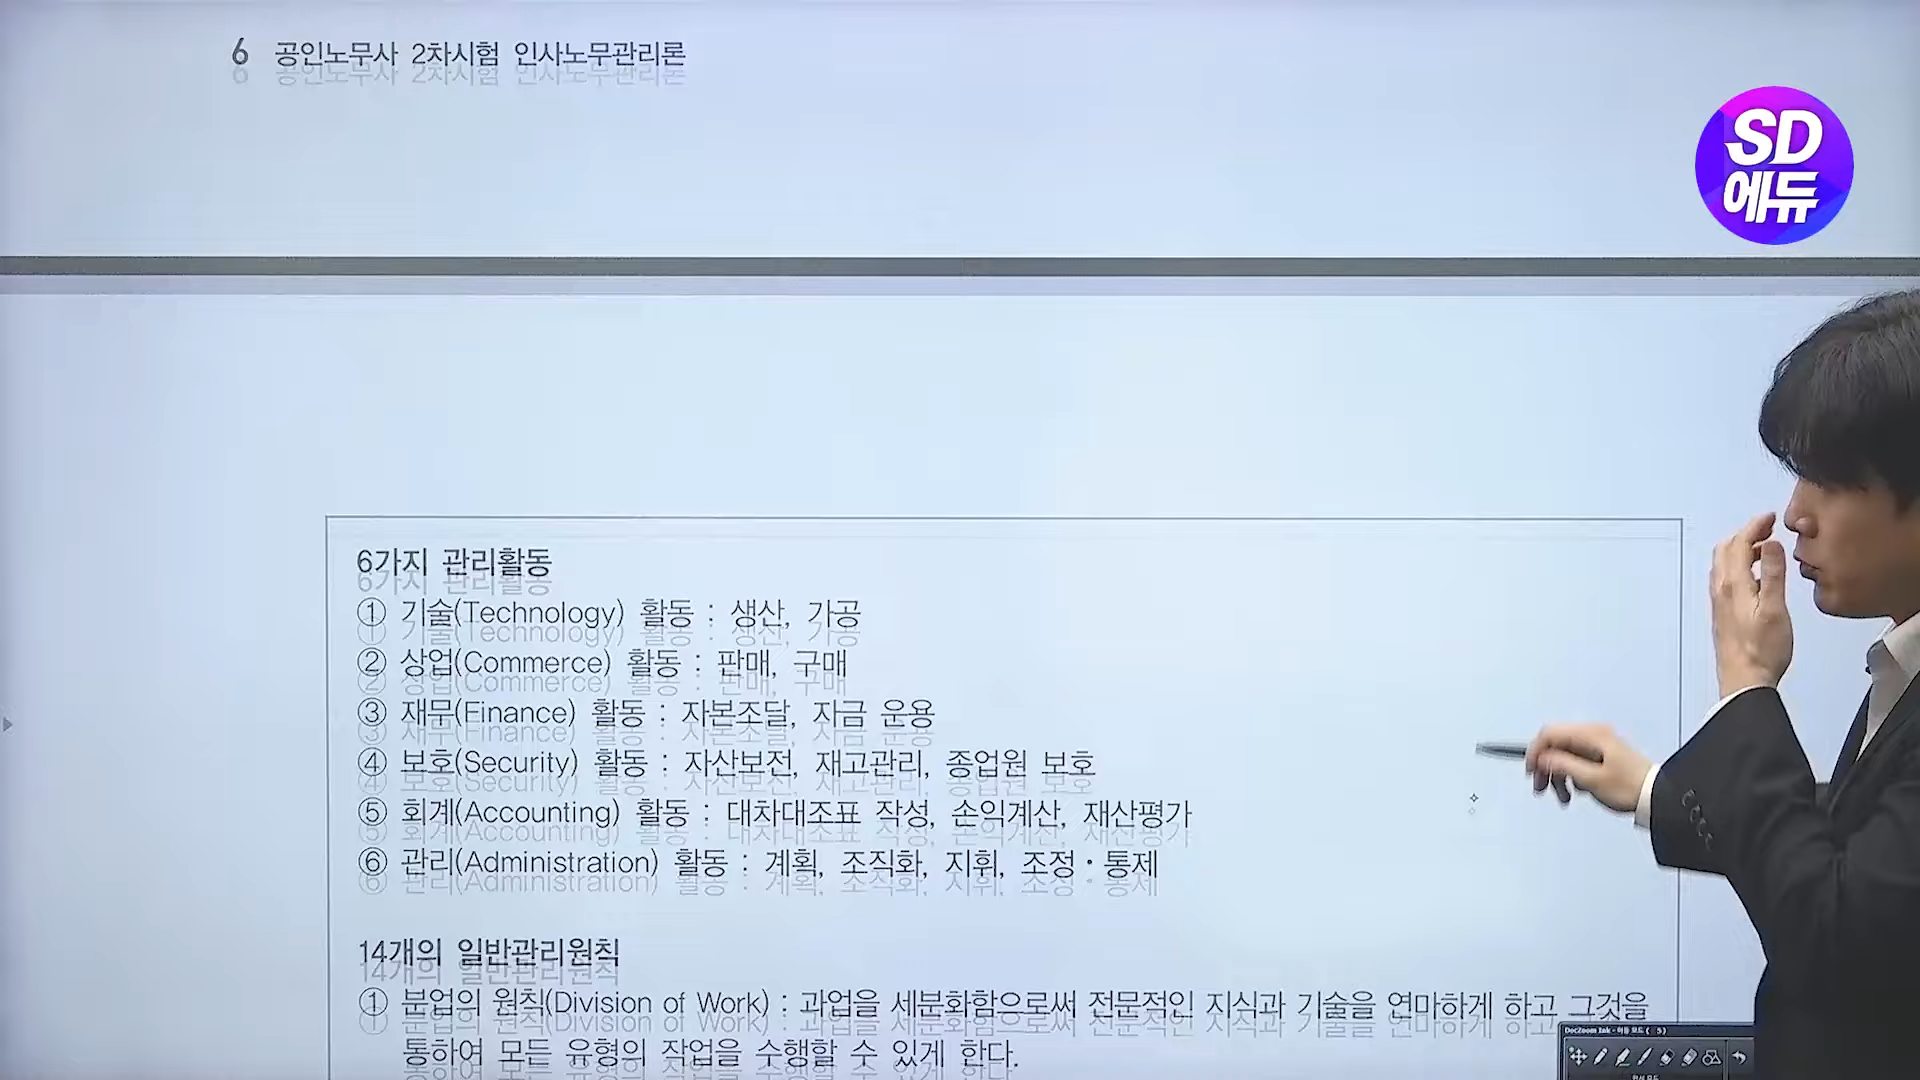 6 공인노무사 2차시험 인사노무관리론
SD
에듀
6가지 관리활동
① 기술(Technology) 활동 : 생산, 가공
② 상업(Commerce) 활동 : 판매, 구매
③ 재무(Finance) 활동 : 자본조달, 자금 운용
④ 보호(Security) 활동 : 자산보전, 재고관리, 종업원 보호
⑤ 회계(Accounting) 활동 : 대차대조표 작성, 손익계산, 재산평가
⑥ 관리(Administration) 활동 : 계획, 조직화, 지휘, 조정·통제
14개의 일반관리원칙
① 분업의 원칙(Division of Work) : 과업을 세분화함으로써 전문적인 지식과 기술을 연마하게 하고 그것을
통하여 모든 유형의 작업을 수행할 수 있게 한다.
DocZoom Ink - 이동 모드 ( 5 )